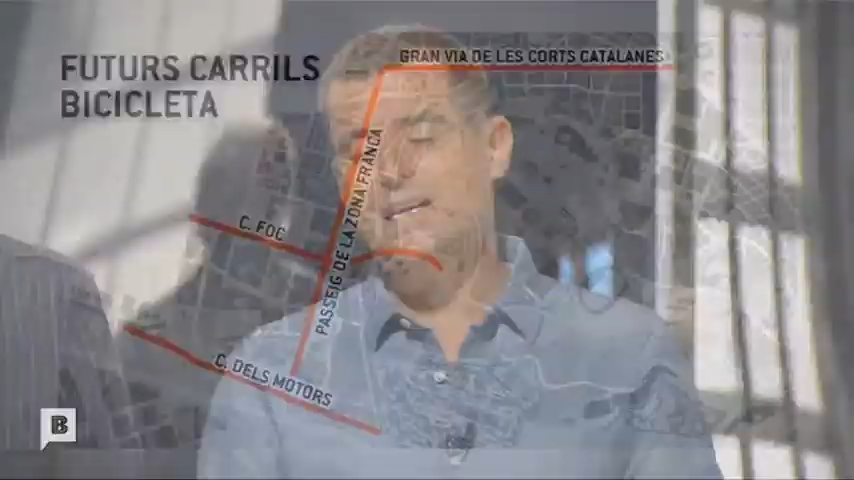 FUTURS CARRILS
BICICLETA
GRAN VIA DE LES CORTS CATALANES
PASSEIG DE LA ZONA FRANCA
C. FOC
C. DELS MOTORS
B